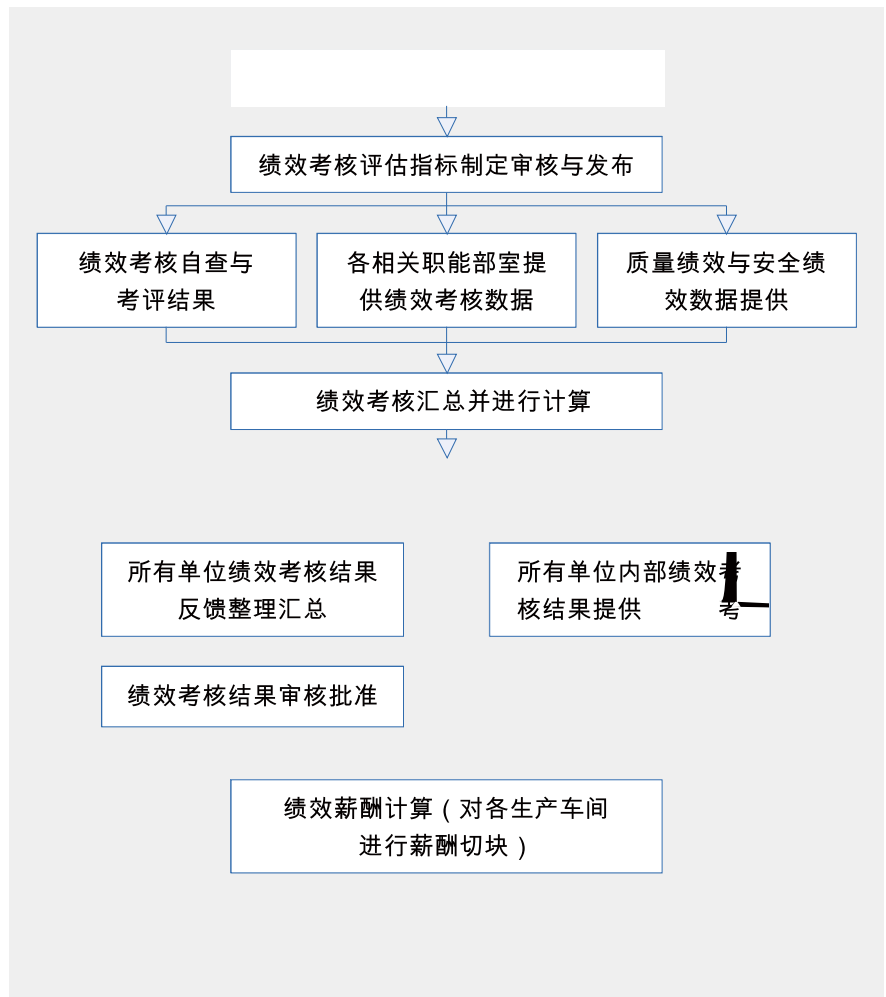 绩效考核评估指标制定审核与发布
绩效考核自查与
考评结果
各相关职能部室提
供绩效考核数据
质量绩效与安全绩
效数据提供
绩效考核汇总并进行计算
所有单位绩效考核结果
反馈整理汇总
所有单位内部绩效考
核结果提供 考
绩效考核结果审核批准
绩效薪酬计算（对各生产车间
进行薪酬切块）